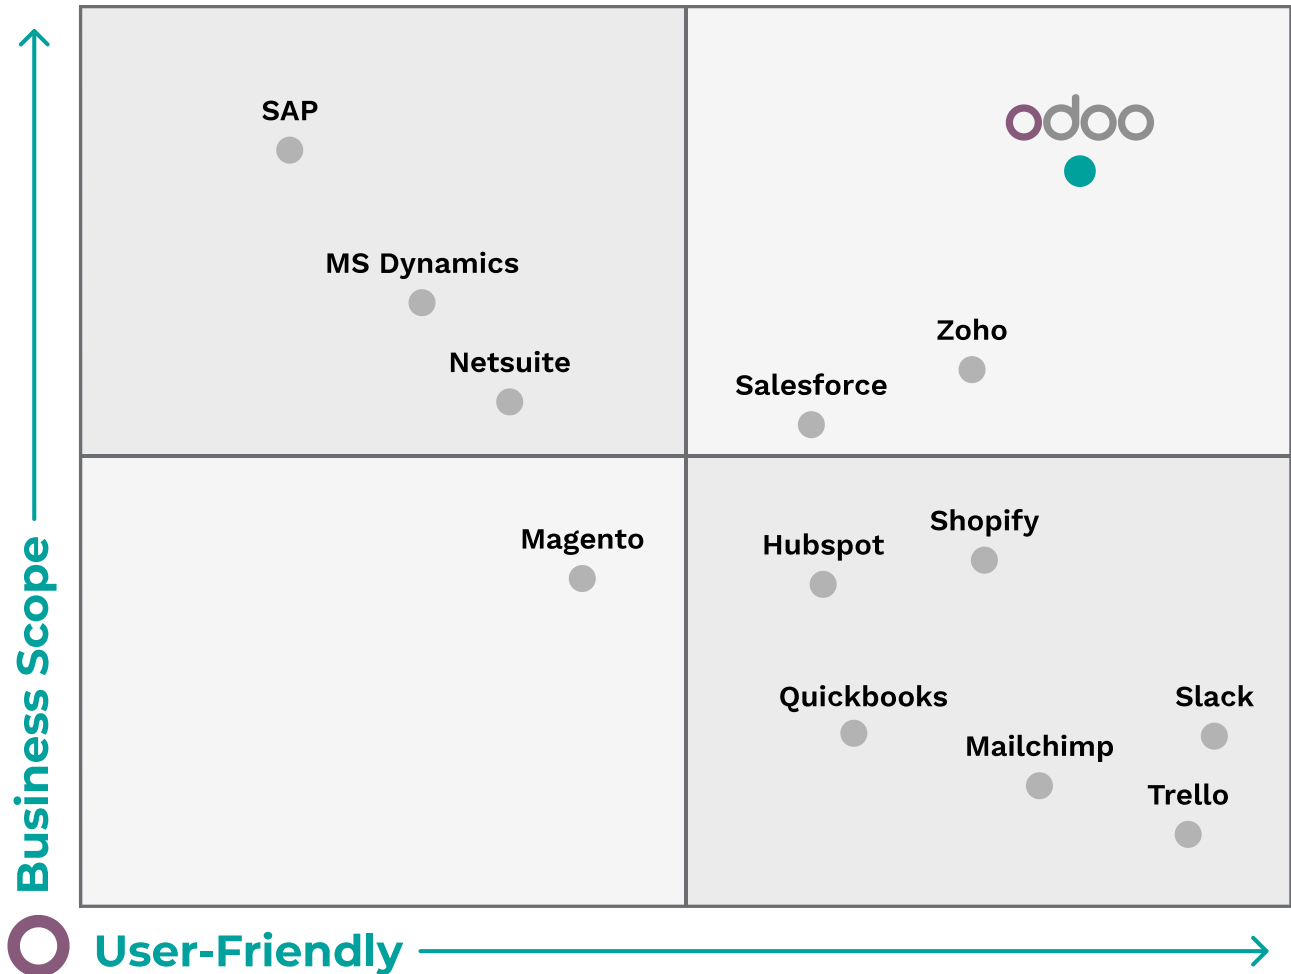 SAP
odoo
MS Dynamics
Zoho
Netsuite
Salesforce
Shopify
Magento
Hubspot
Quickbooks
Slack
Mailchimp
Trello
Business Scope
User-Friendly